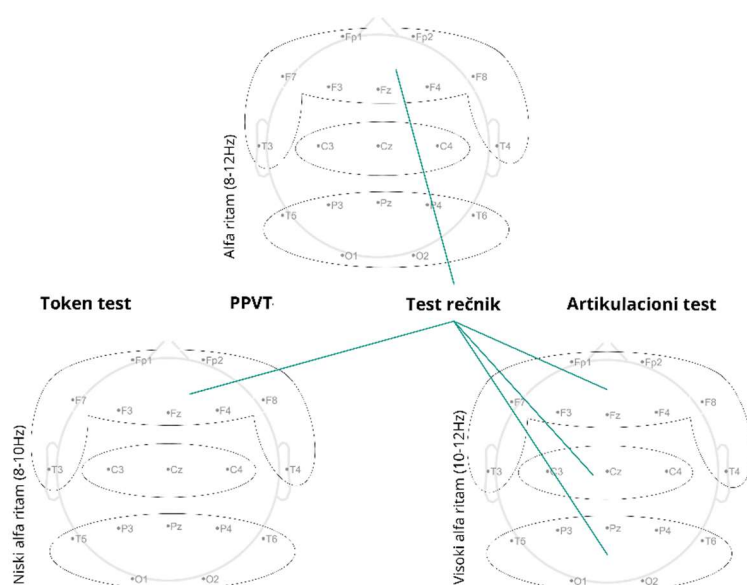 Fp1 Fp2
F7 F3 Fz F4 F8
T3 C3 Cz C4 T4
T5 P3 Pz P4 T6
O1 O2
Alfa ritam (8-12Hz)
Token test PPVT Test rečnik Artikulacioni test
Fp1 Fp2
F7 F3 Fz F4 F8
T3 C3 Cz C4 T4
T5 P3 Pz P4 T6
O1 O2
Niski alfa ritam (8-10Hz)
Fp1 Fp2
F7 F3 Fz F4 F8
T3 C3 Cz C4 T4
T5 P3 Pz P4 T6
O1 O2
Visoki alfa ritam (10-12Hz)